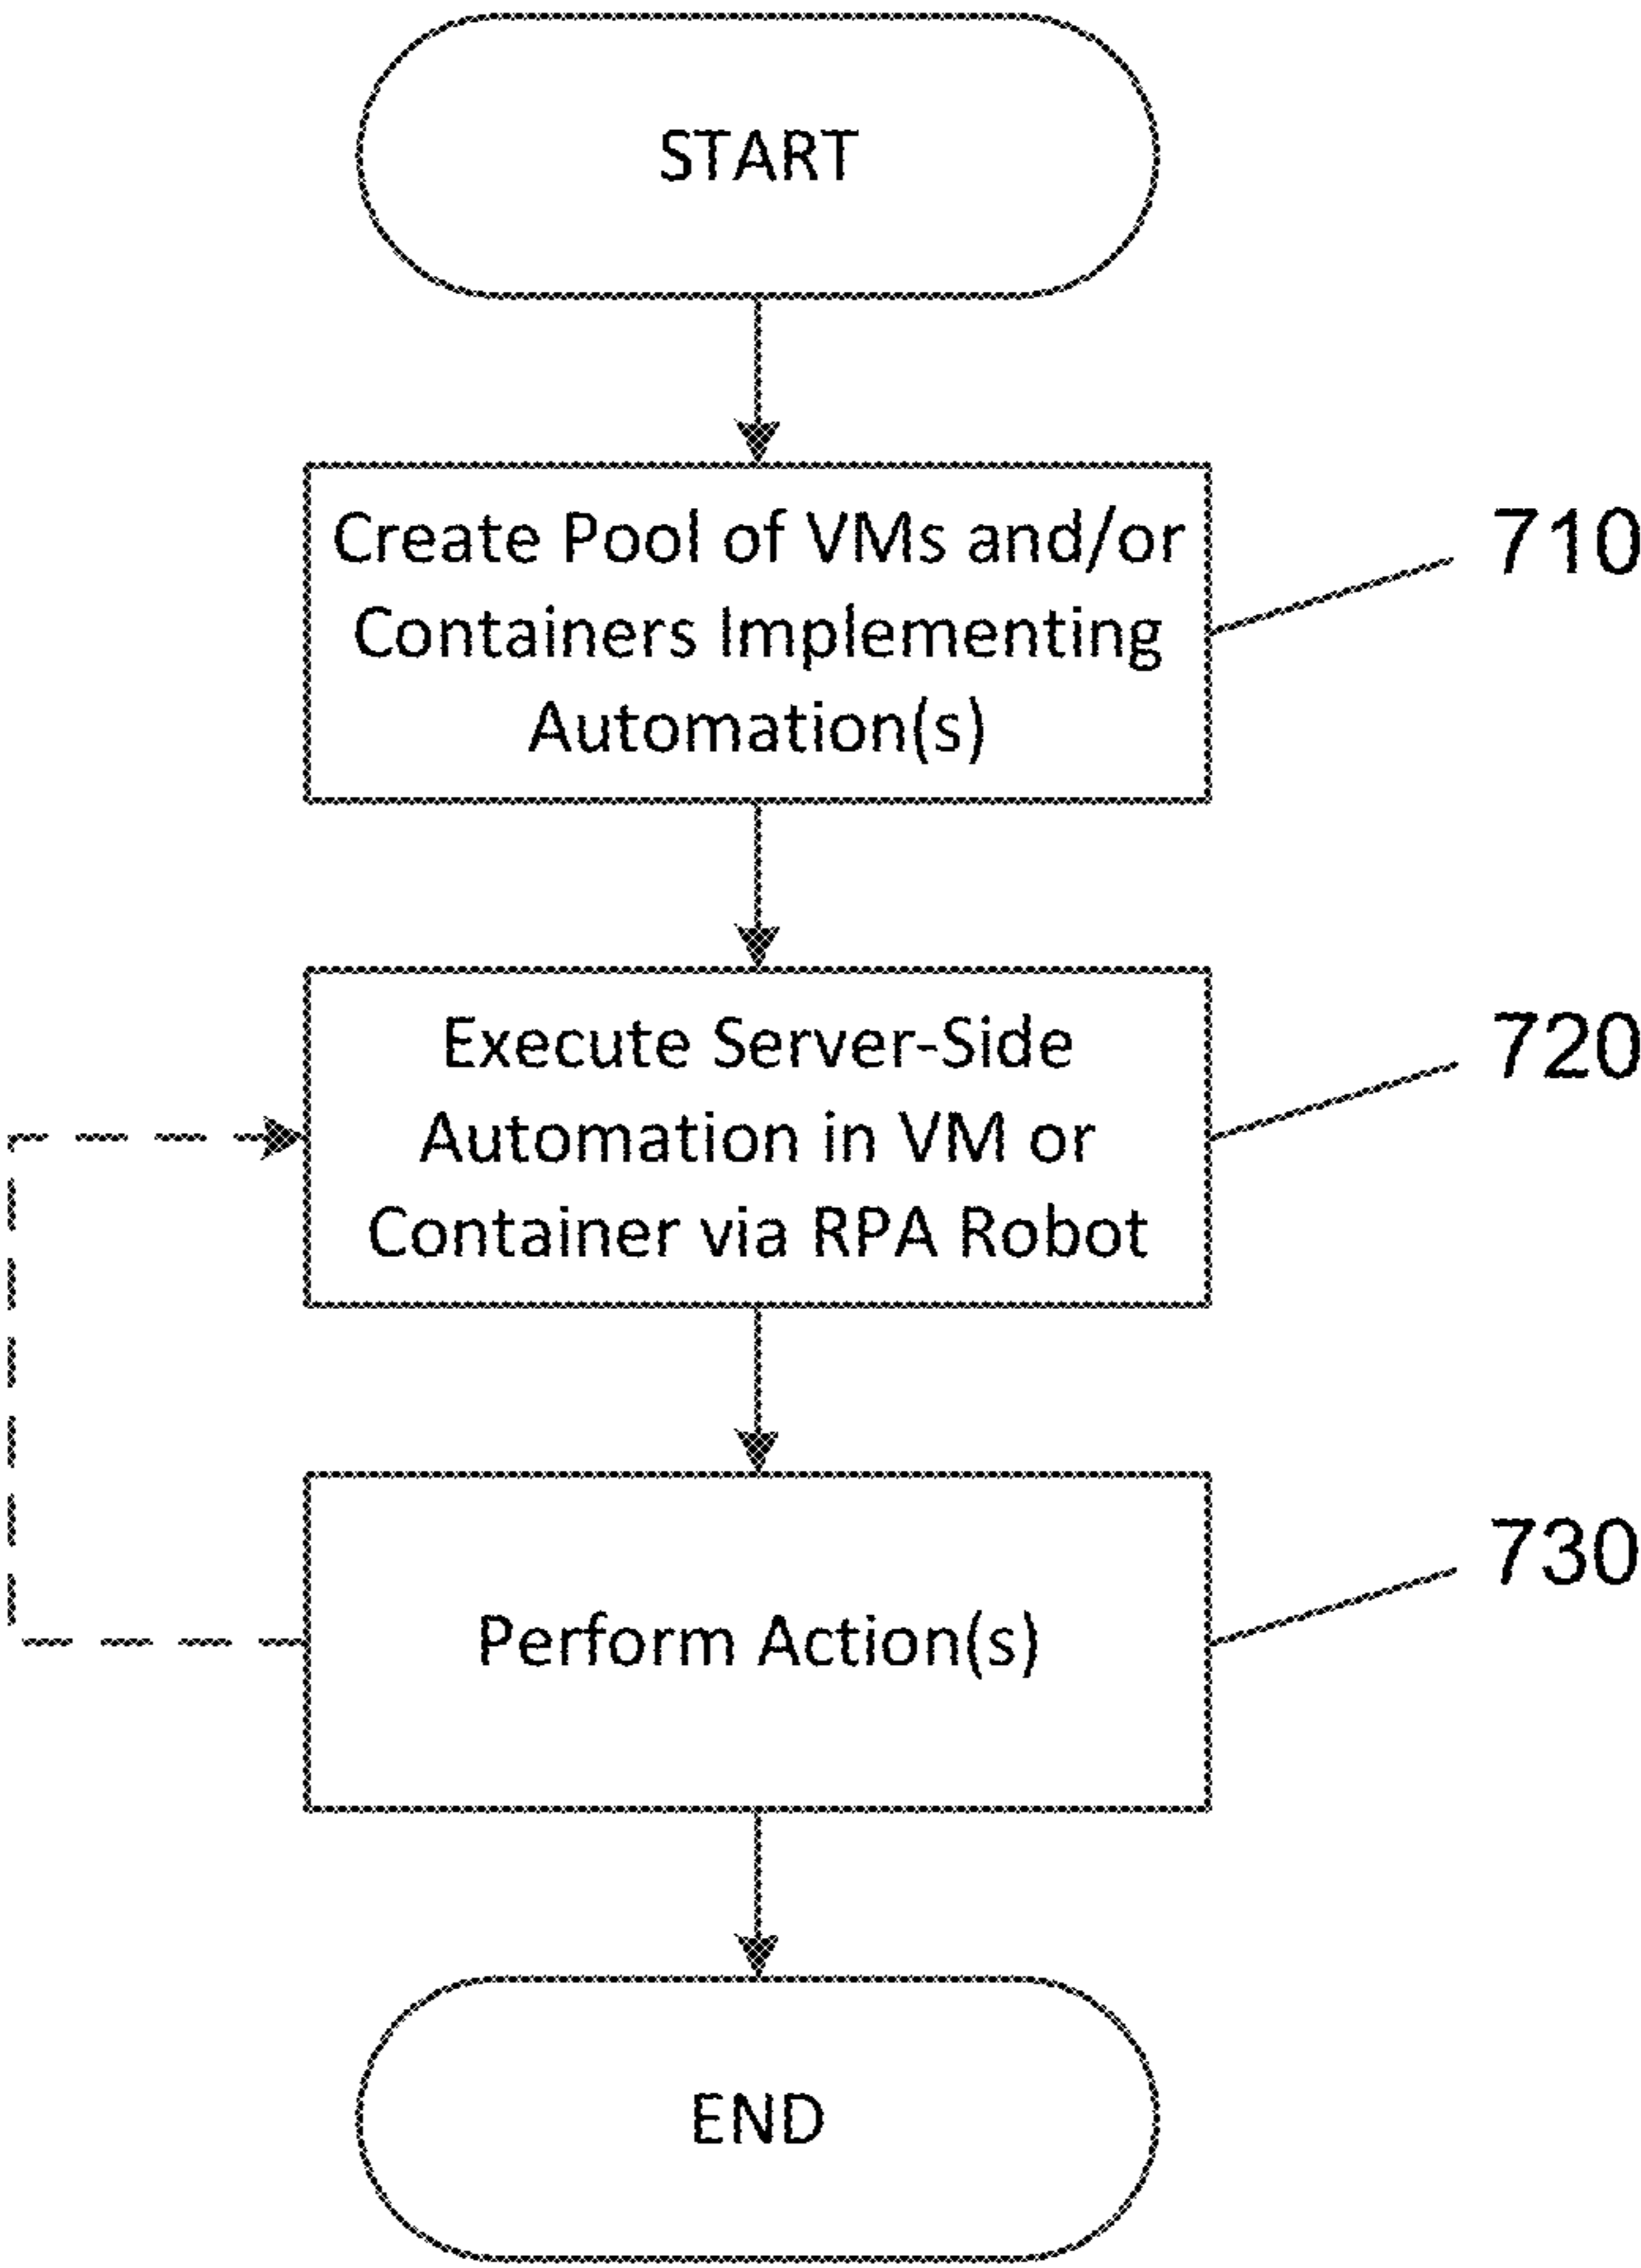 START
Create Pool of VMs and/or
Containers Implementing
Automation(s)
710
Execute Server-Side
Automation in VM or
Container via RPA Robot
720
Perform Action(s)
730
END